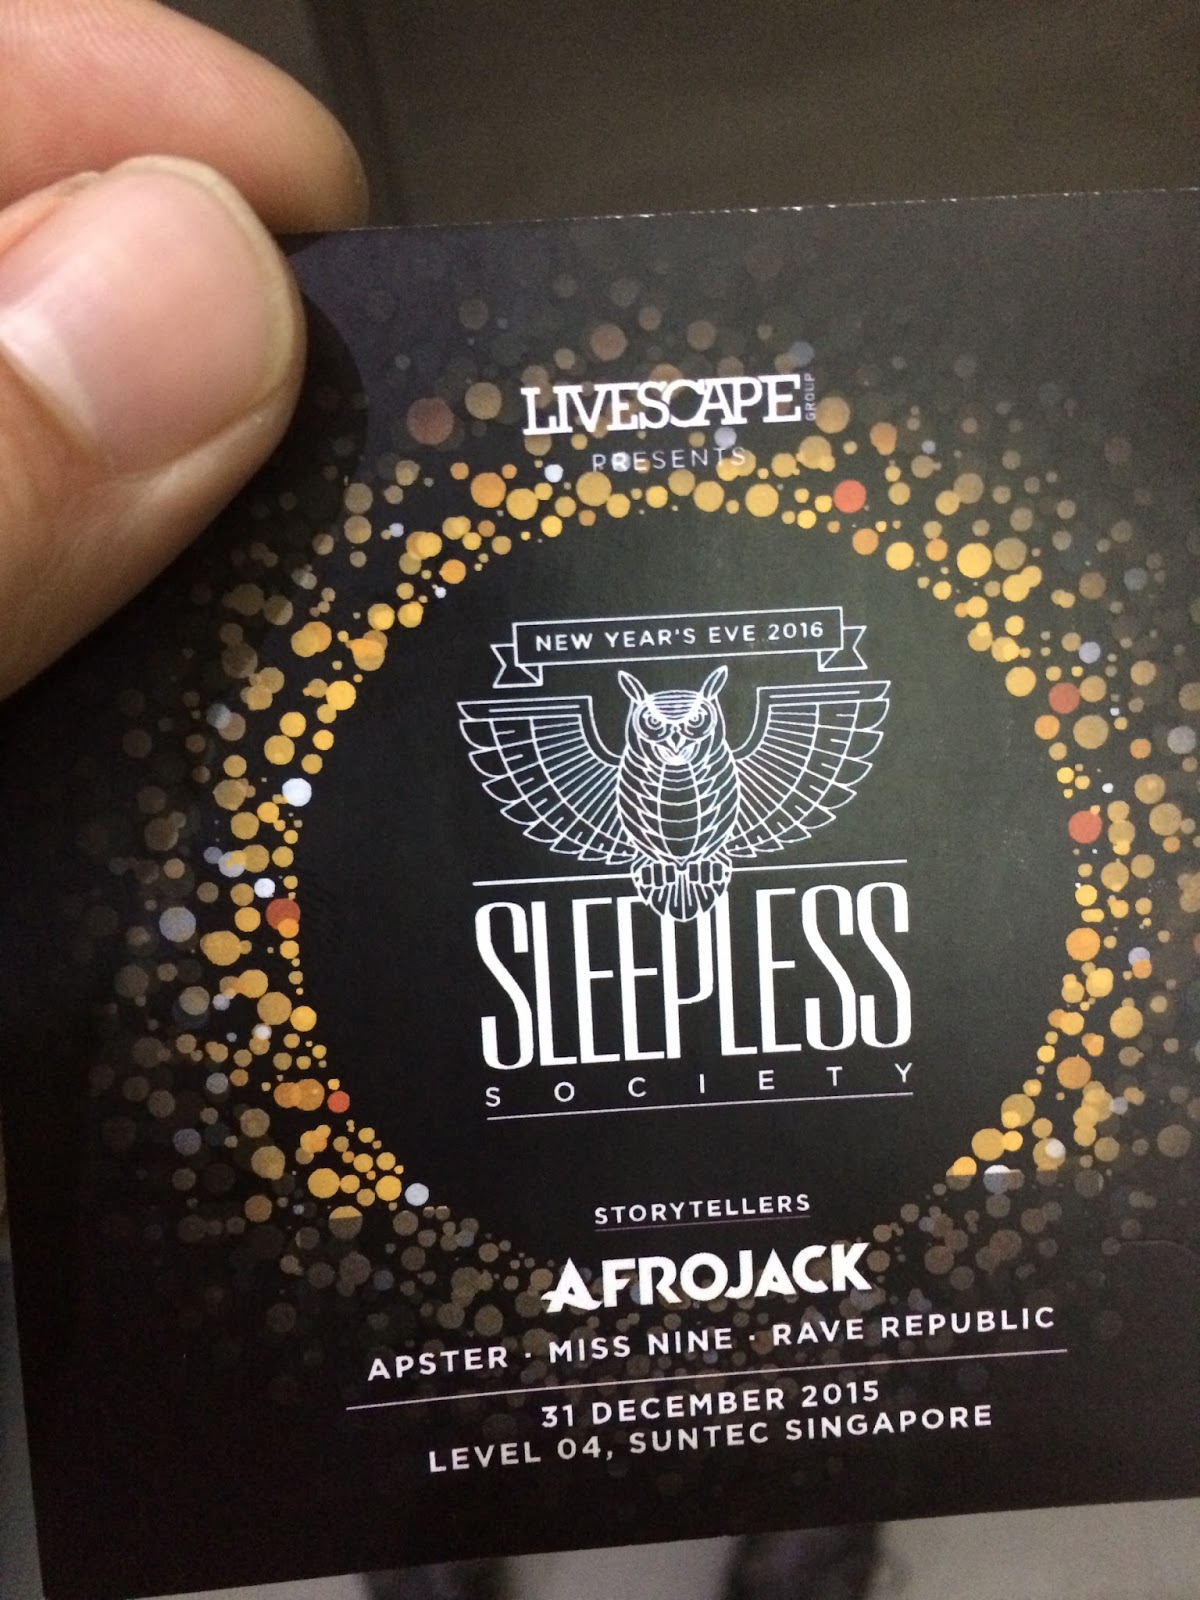 LIVESCAPE GROUP
PRESENTS
NEW YEAR'S EVE 2016
SLEEPLESS
SOCIETY
STORYTELLERS
AFROJACK
APSTER · MISS NINE · RAVE REPUBLIC
31 DECEMBER 2015
LEVEL 04, SUNTEC SINGAPORE